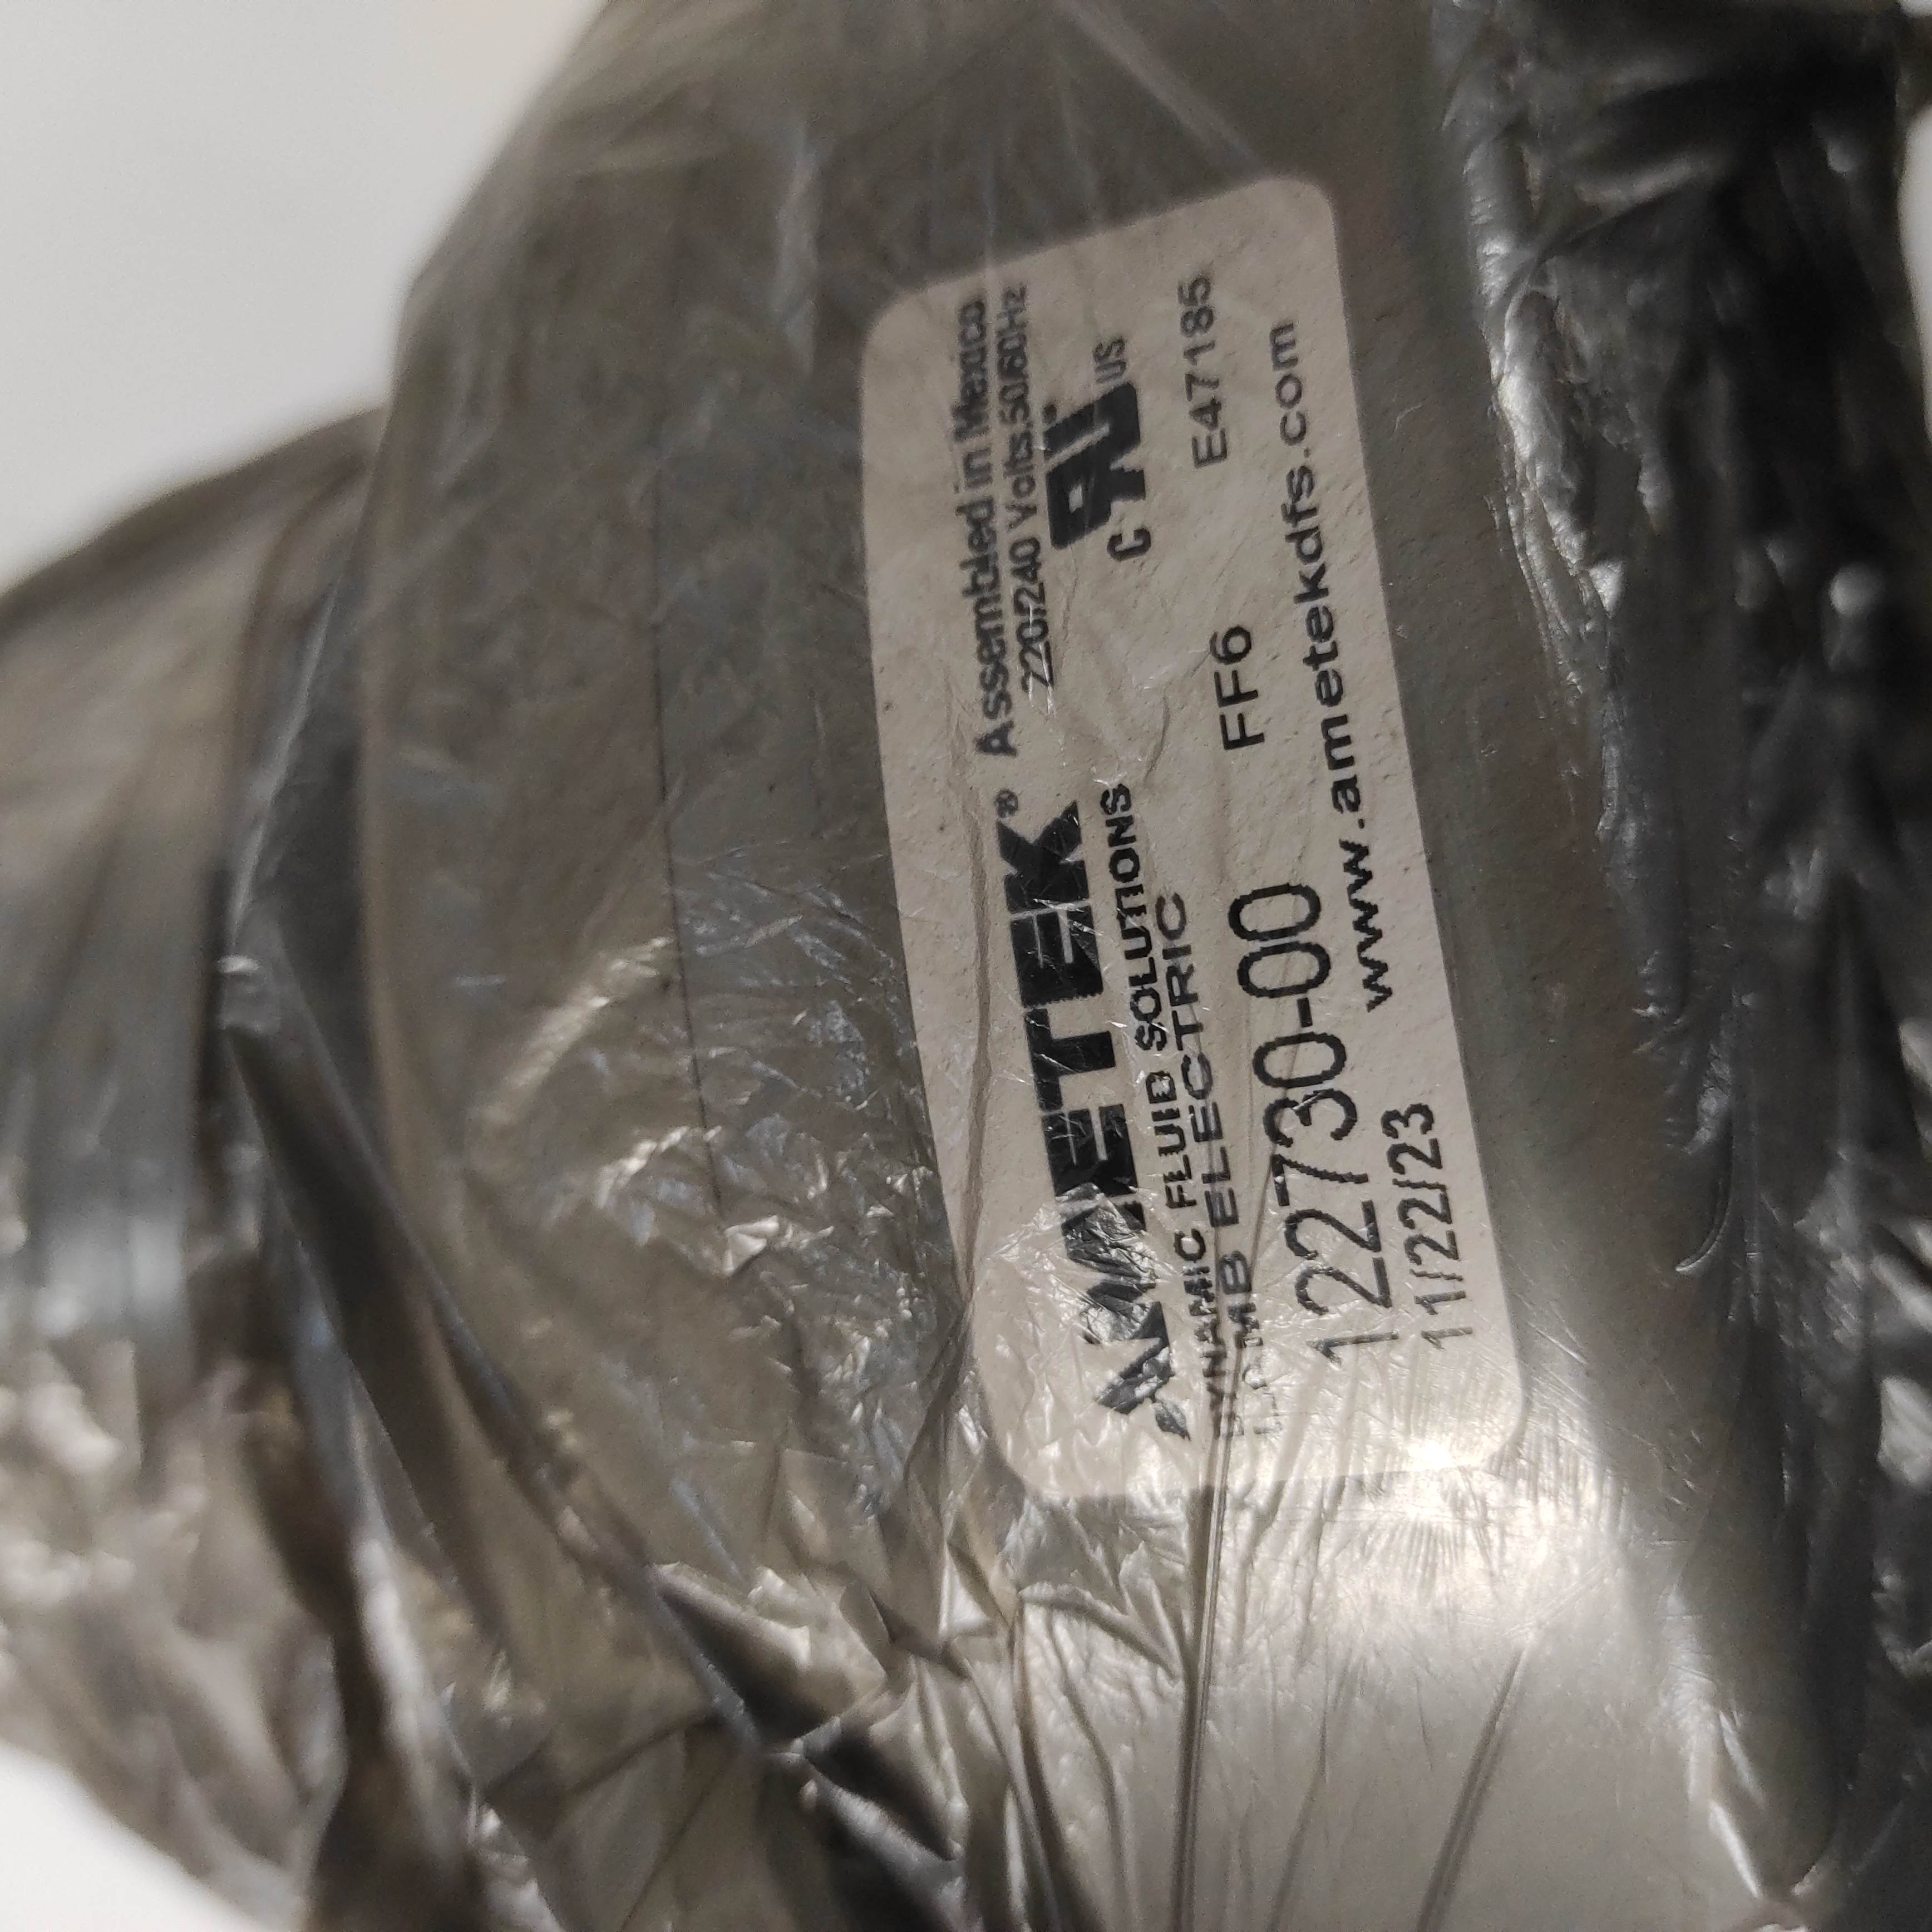 AMETEK® Assembled in Mexico
220/240 Volts.50/60Hz
DYNAMIC FLUID SOLUTIONS
LAMB ELECTRIC
C US
122730-00 FF6 E47185
11/22/23 www.ametekdfs.com